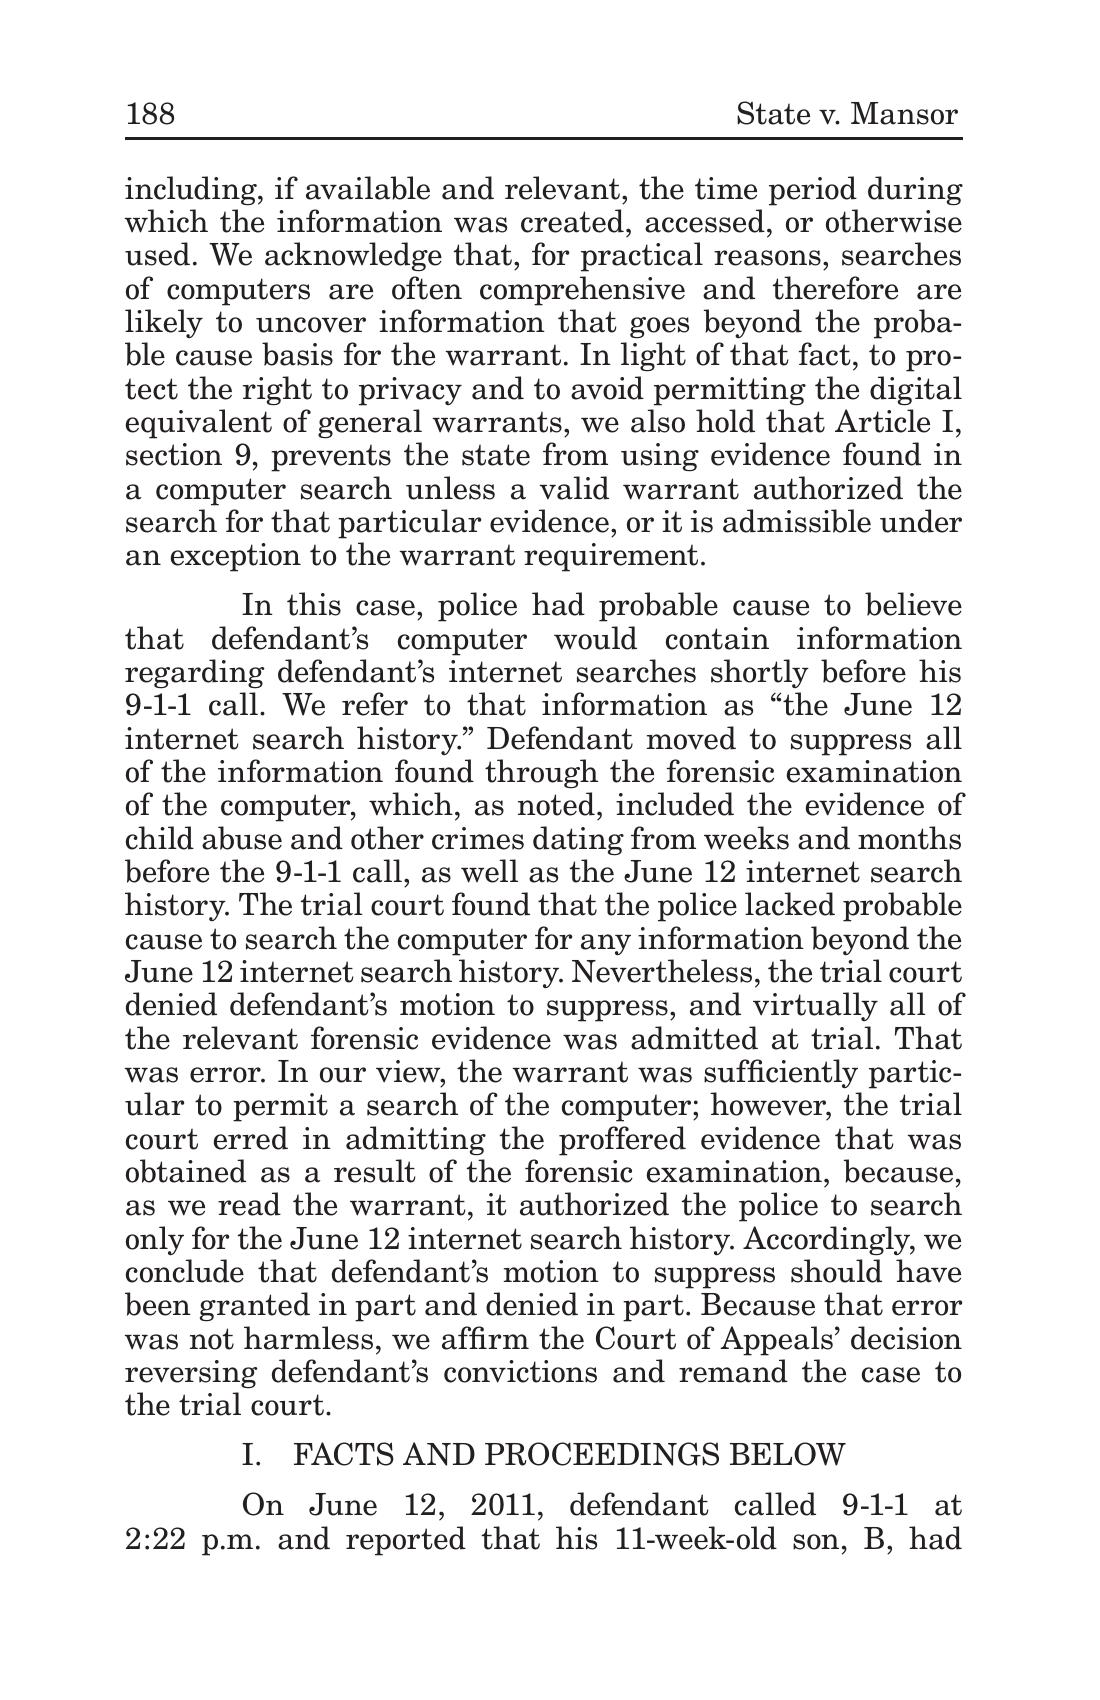 188 State v. Mansor
including, if available and relevant, the time period during
which the information was created, accessed, or otherwise
used. We acknowledge that, for practical reasons, searches
of computers are often comprehensive and therefore are
likely to uncover information that goes beyond the proba-
ble cause basis for the warrant. In light of that fact, to pro-
tect the right to privacy and to avoid permitting the digital
equivalent of general warrants, we also hold that Article I,
section 9, prevents the state from using evidence found in
a computer search unless a valid warrant authorized the
search for that particular evidence, or it is admissible under
an exception to the warrant requirement.
In this case, police had probable cause to believe
that defendant’s computer would contain information
regarding defendant’s internet searches shortly before his
9-1-1 call. We refer to that information as “the June 12
internet search history.” Defendant moved to suppress all
of the information found through the forensic examination
of the computer, which, as noted, included the evidence of
child abuse and other crimes dating from weeks and months
before the 9-1-1 call, as well as the June 12 internet search
history. The trial court found that the police lacked probable
cause to search the computer for any information beyond the
June 12 internet search history. Nevertheless, the trial court
denied defendant’s motion to suppress, and virtually all of
the relevant forensic evidence was admitted at trial. That
was error. In our view, the warrant was sufficiently partic-
ular to permit a search of the computer; however, the trial
court erred in admitting the proffered evidence that was
obtained as a result of the forensic examination, because,
as we read the warrant, it authorized the police to search
only for the June 12 internet search history. Accordingly, we
conclude that defendant’s motion to suppress should have
been granted in part and denied in part. Because that error
was not harmless, we affirm the Court of Appeals’ decision
reversing defendant’s convictions and remand the case to
the trial court.
I. FACTS AND PROCEEDINGS BELOW
On June 12, 2011, defendant called 9-1-1 at
2:22 p.m. and reported that his 11-week-old son, B, had